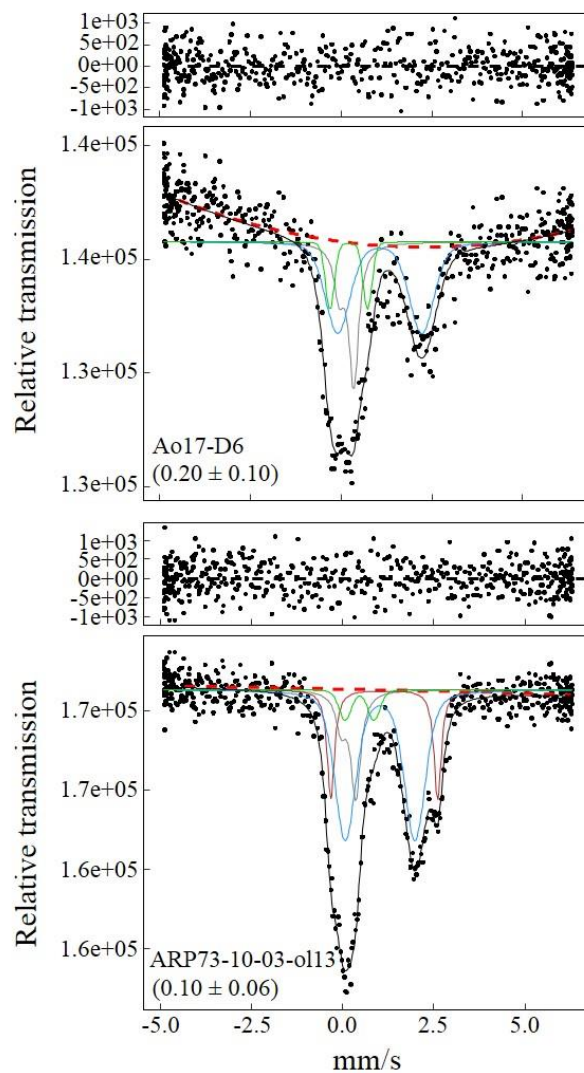 1e+03
5e+02
0e+00
-5e+02
-1e+03
1.4e+05
1.4e+05
1.3e+05
1.3e+05
Relative transmission
Ao17-D6
(0.20 ± 0.10)
1e+03
5e+02
0e+00
-5e+02
-1e+03
1.7e+05
1.7e+05
1.6e+05
1.6e+05
Relative transmission
ARP73-10-03-ol13
(0.10 ± 0.06)
-5.0 -2.5 0.0 2.5 5.0
mm/s